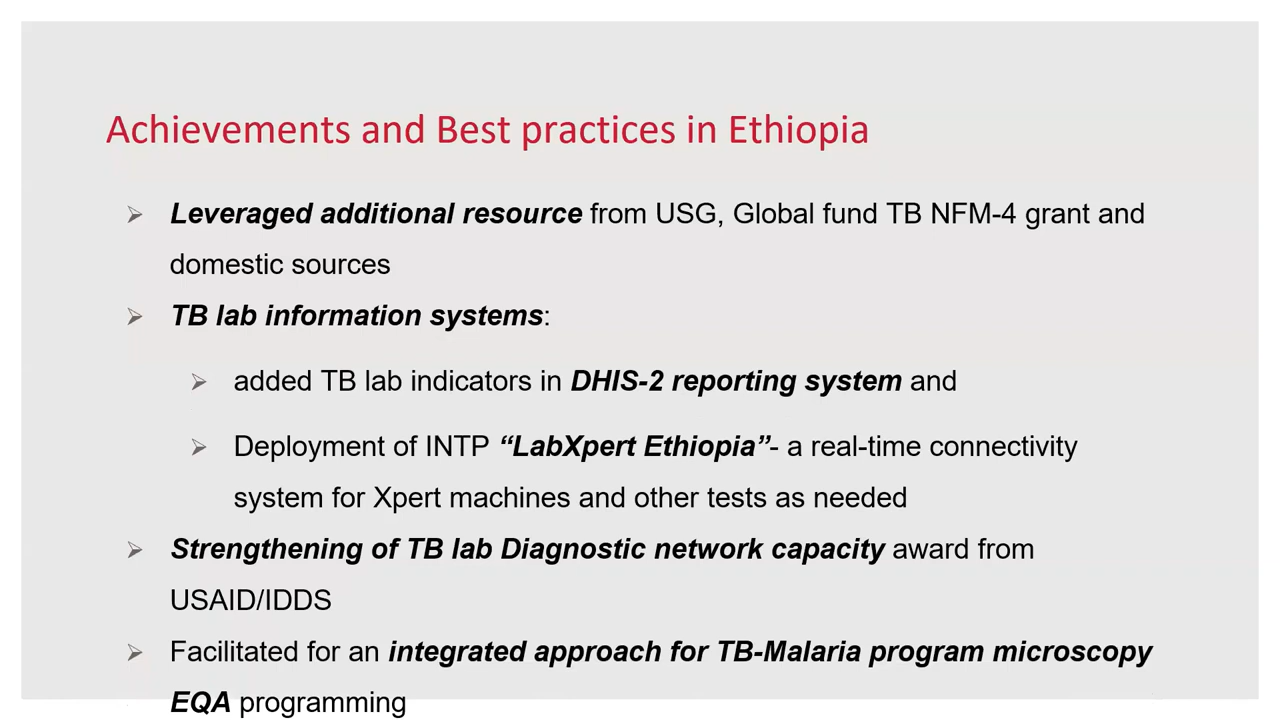 Achievements and Best practices in Ethiopia
Leveraged additional resource from USG, Global fund TB NFM-4 grant and
domestic sources
TB lab information systems:
added TB lab indicators in DHIS-2 reporting system and
Deployment of INTP “LabXpert Ethiopia”- a real-time connectivity
system for Xpert machines and other tests as needed
Strengthening of TB lab Diagnostic network capacity award from
USAID/IDDS
Facilitated for an integrated approach for TB-Malaria program microscopy
EQA programming